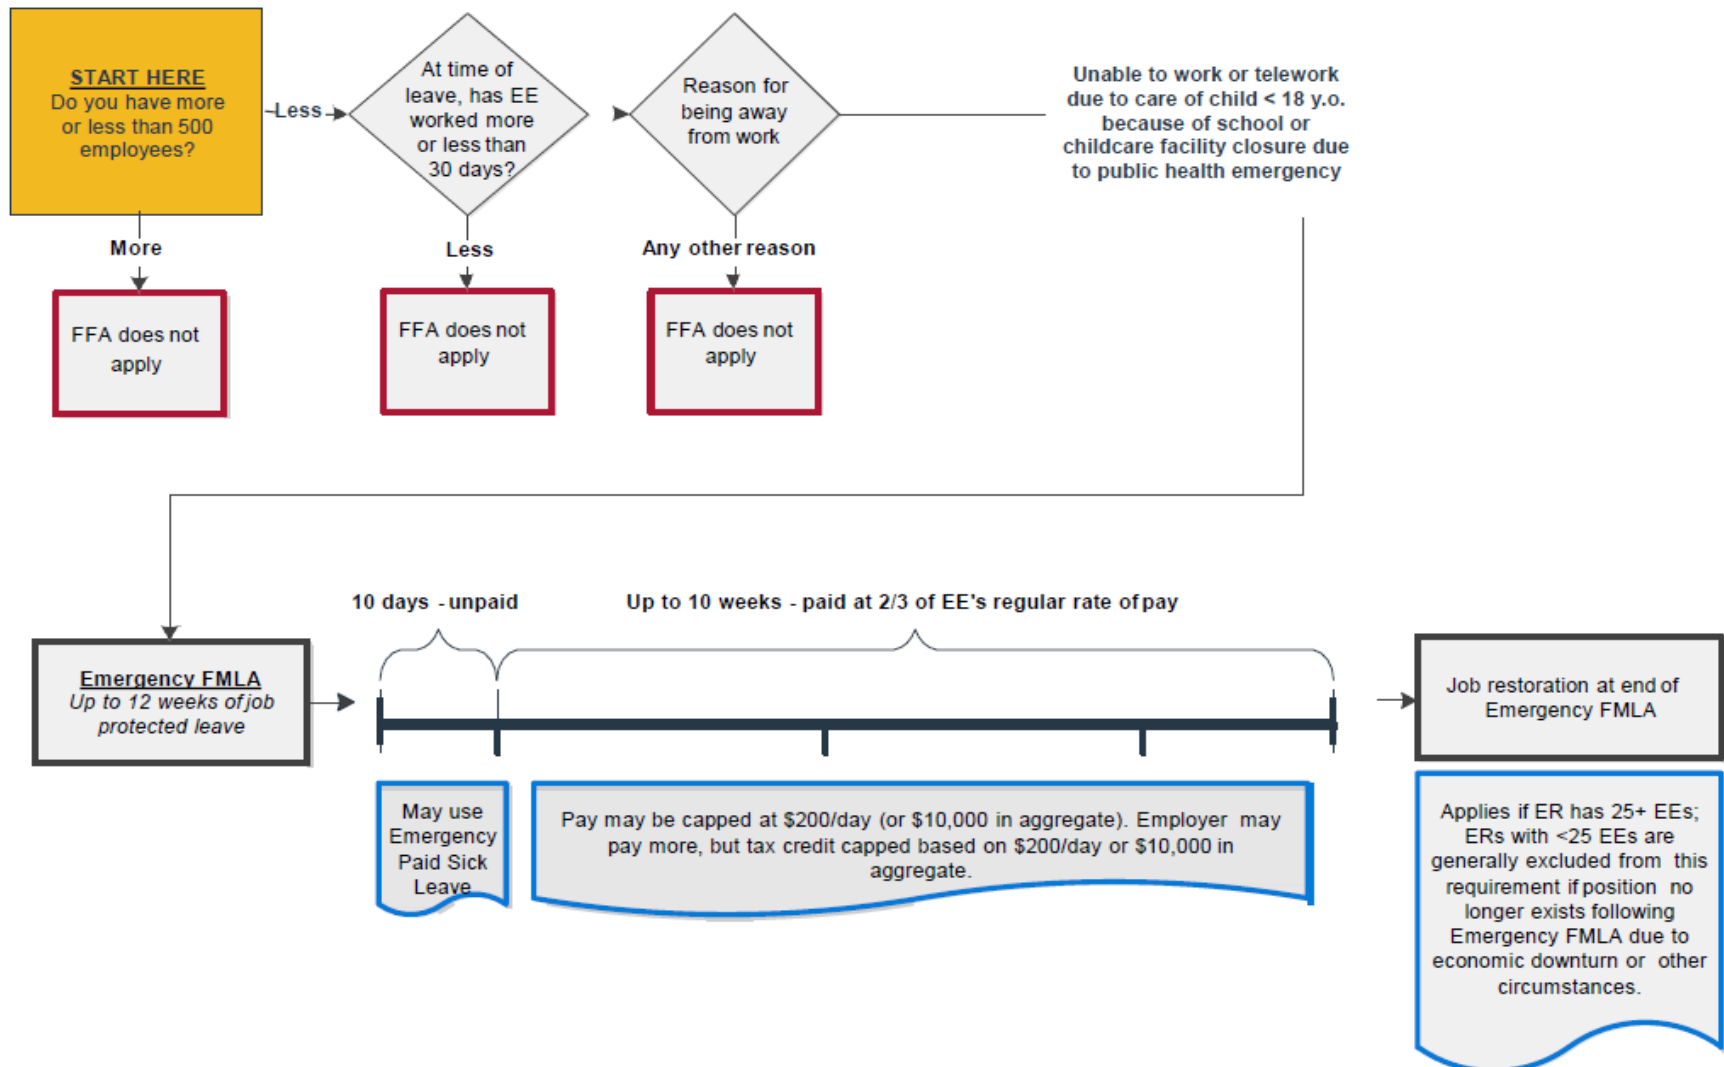 START HERE
Do you have more
or less than 500
employees?
Less
At time of
leave, has EE
worked more
or less than
30 days?
Reason for
being away
from work
Unable to work or telework
due to care of child < 18 y.o.
because of school or
childcare facility closure due
to public health emergency
More
Less
Any other reason
FFA does not
apply
FFA does not
apply
FFA does not
apply
10 days - unpaid
Up to 10 weeks - paid at 2/3 of EE's regular rate of pay
Emergency FMLA
Up to 12 weeks of job
protected leave
Job restoration at end of
Emergency FMLA
May use
Emergency
Paid Sick
Leave
Pay may be capped at $200/day (or $10,000 in aggregate). Employer may
pay more, but tax credit capped based on $200/day or $10,000 in
aggregate.
Applies if ER has 25+ EEs;
ERs with <25 EEs are
generally excluded from this
requirement if position no
longer exists following
Emergency FMLA due to
economic downturn or other
circumstances.